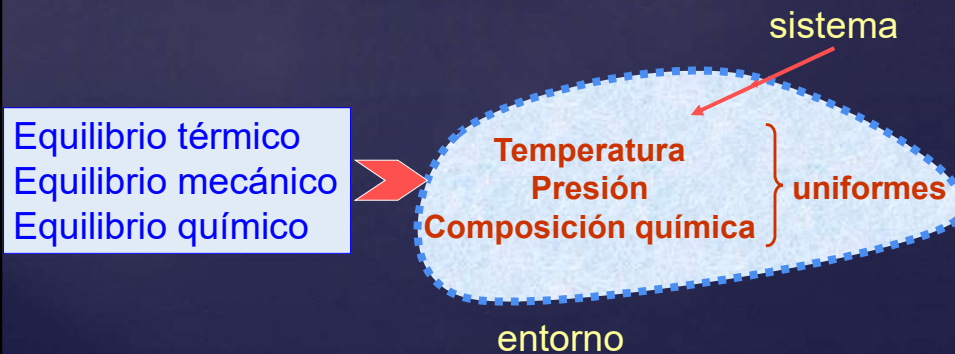 sistema
Equilibrio térmico
Equilibrio mecánico
Equilibrio químico
Temperatura
Presión
Composición química
uniformes
entorno